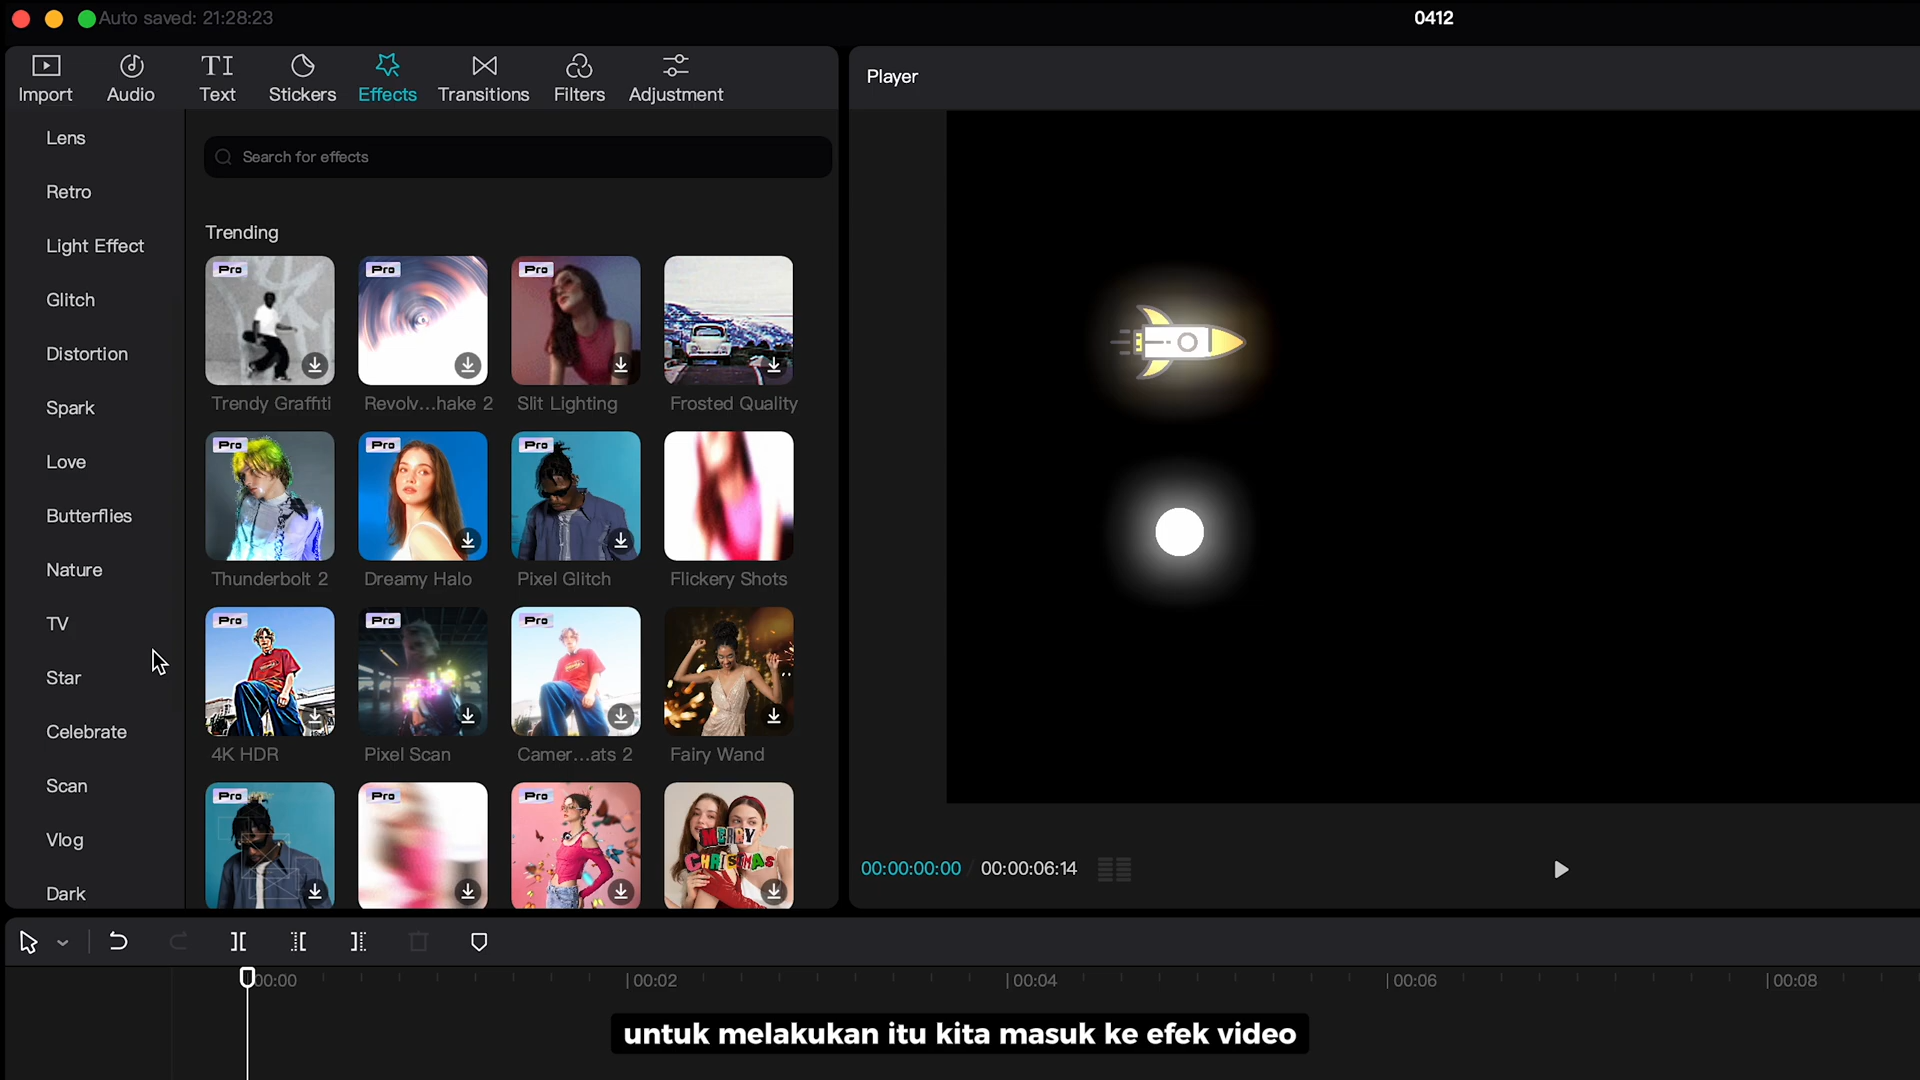 Auto saved: 21:28:23
0412
Import
Audio
TI
Text
Stickers
Effects
Transitions
Filters
Adjustment
Player
Lens
Retro
Light Effect
Glitch
Distortion
Spark
Love
Butterflies
Nature
TV
Star
Celebrate
Scan
Vlog
Dark
Search for effects
Trending
Pro
Pro
Pro
Trendy Graffiti
Revolv...hake 2
Slit Lighting
Frosted Quality
Pro
Pro
Pro
Thunderbolt 2
Dreamy Halo
Pixel Glitch
Flickery Shots
Pro
Pro
Pro
4K HDR
Pixel Scan
Camer...ats 2
Fairy Wand
Pro
Pro
Pro
MERRY
CHRISTMAS
00:00:00:00 / 00:00:06:14
00:00
00:02
00:04
00:06
00:08
untuk melakukan itu kita masuk ke efek video